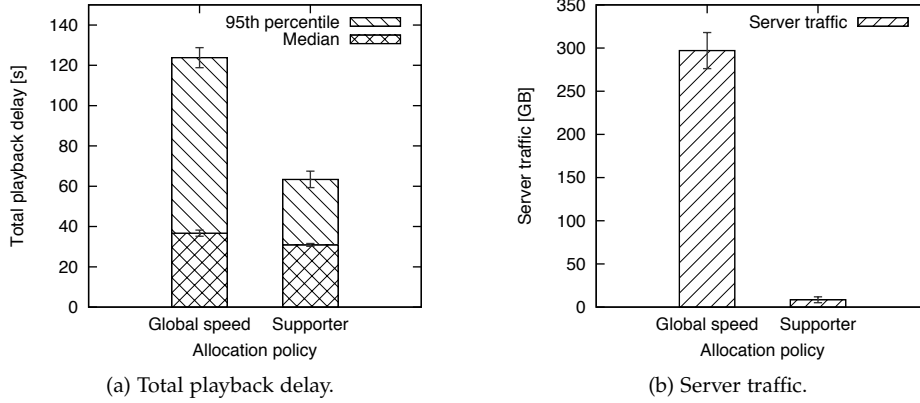 140
120
100
80
60
40
20
0
Total playback delay [s]
95th percentile
Median
Global speed Supporter
Allocation policy
(a) Total playback delay.
350
300
250
200
150
100
50
0
Server traffic [GB]
Server traffic
Global speed Supporter
Allocation policy
(b) Server traffic.